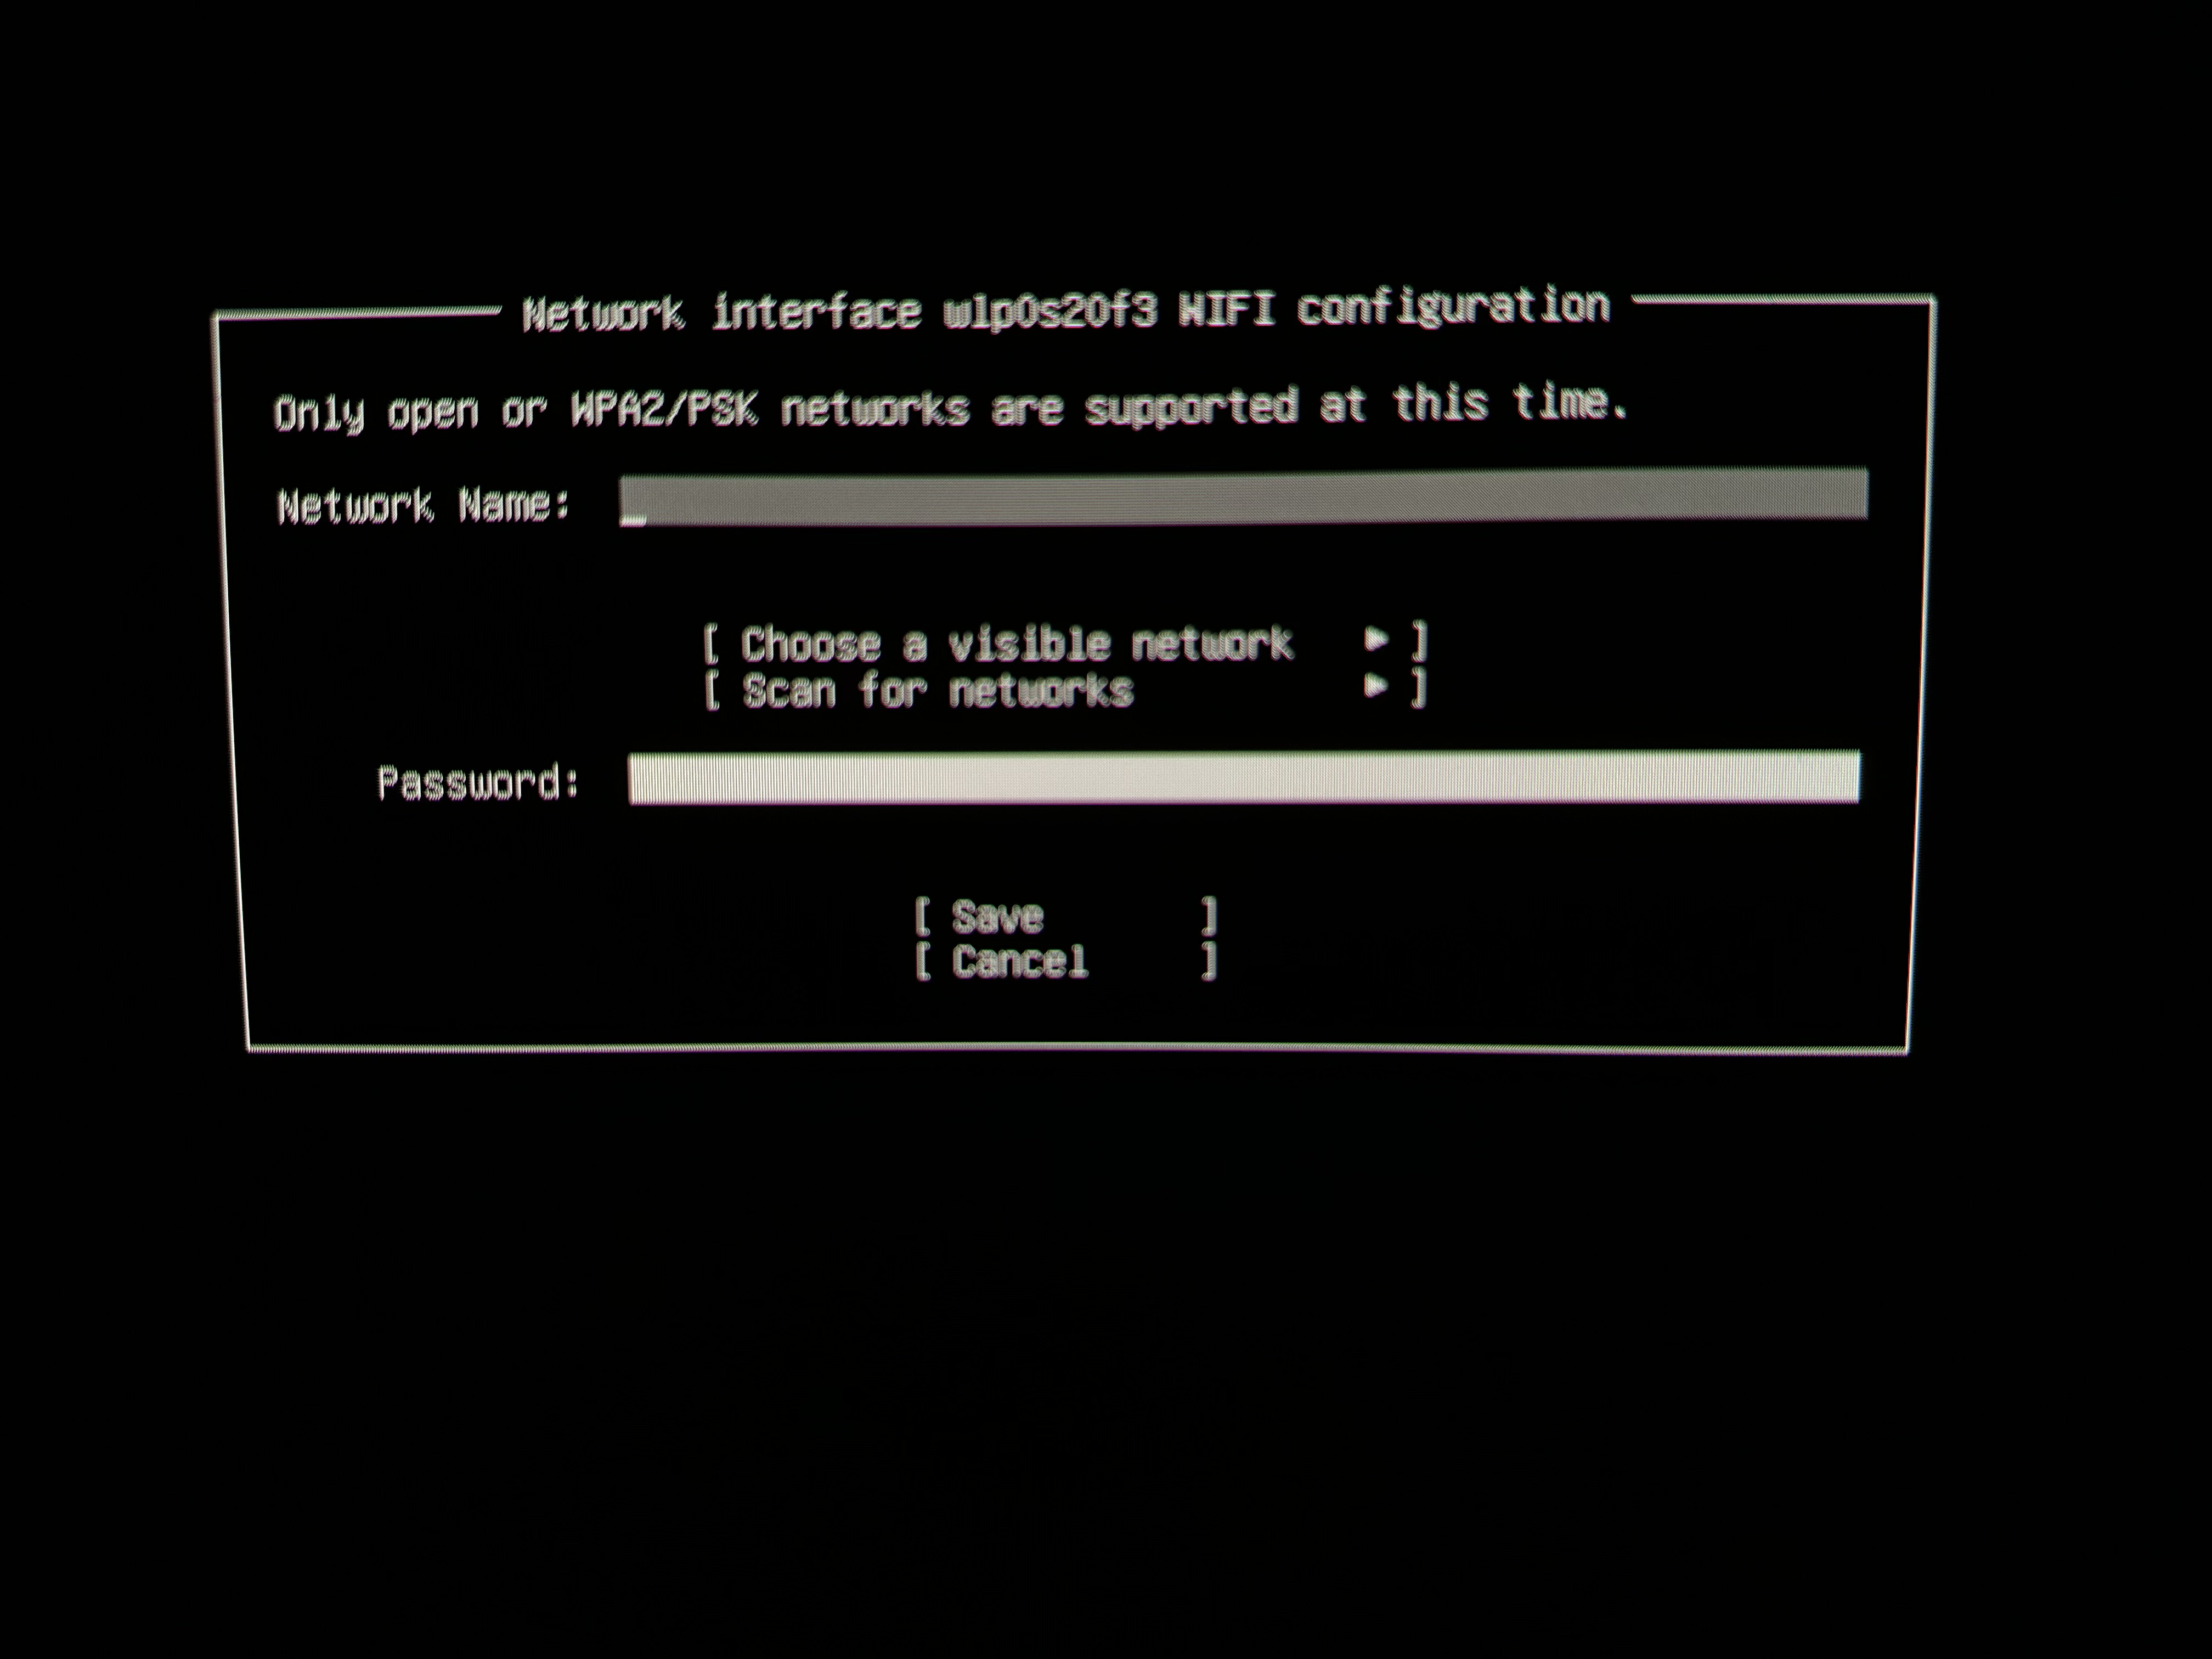 Network interface wlp0s20f3 WIFI configuration
Only open or WPA2/PSK networks are supported at this time.
Network Name:
[ Choose a visible network ▸ ]
[ Scan for networks ▸ ]
Password:
[ Save ]
[ Cancel ]